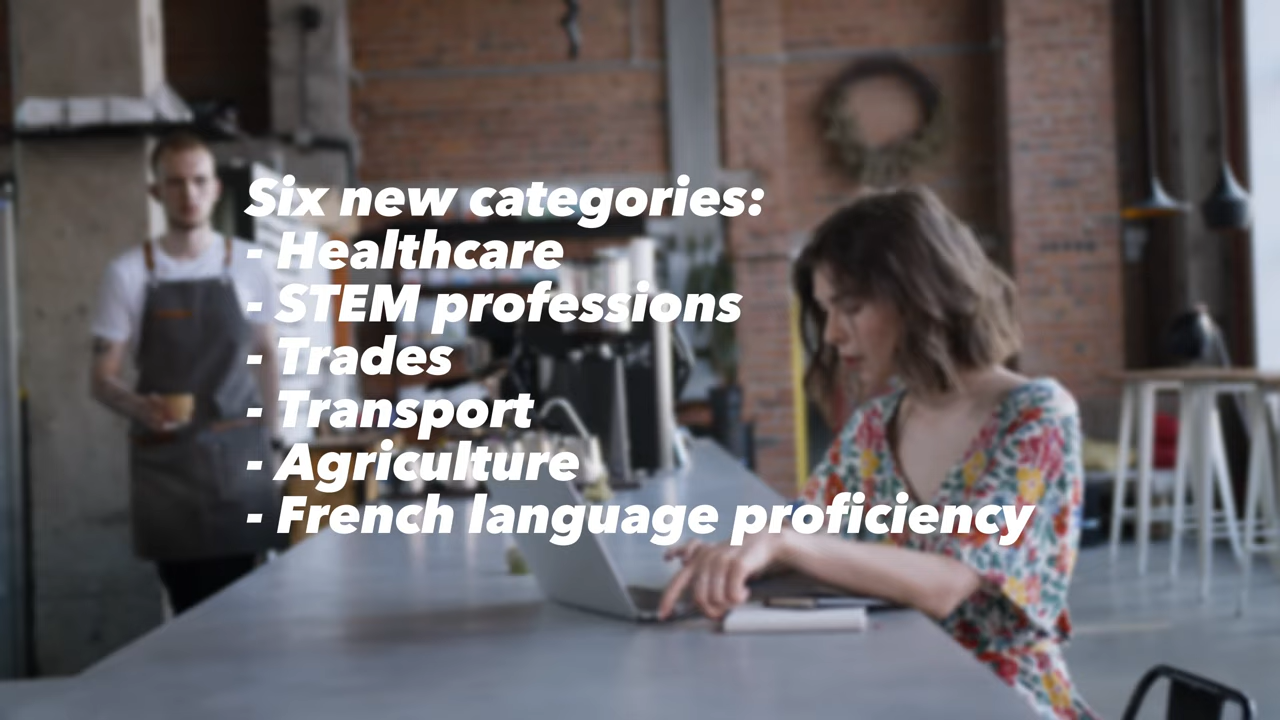 Six new categories:
- Healthcare
- STEM professions
- Trades
- Transport
- Agriculture
- French language proficiency